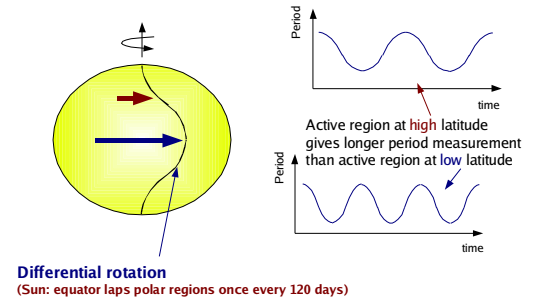 Period
time
Active region at high latitude
gives longer period measurement
than active region at low latitude
Period
time
Differential rotation
(Sun: equator laps polar regions once every 120 days)